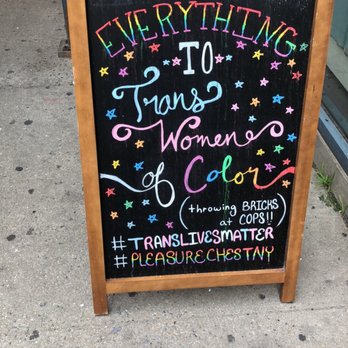 EVERYTHING
TO
Trans
Women
of Color
(throwing BRICKS
at COPS!!)
#TRANSLIVESMATTER
#PLEASURECHESTNY